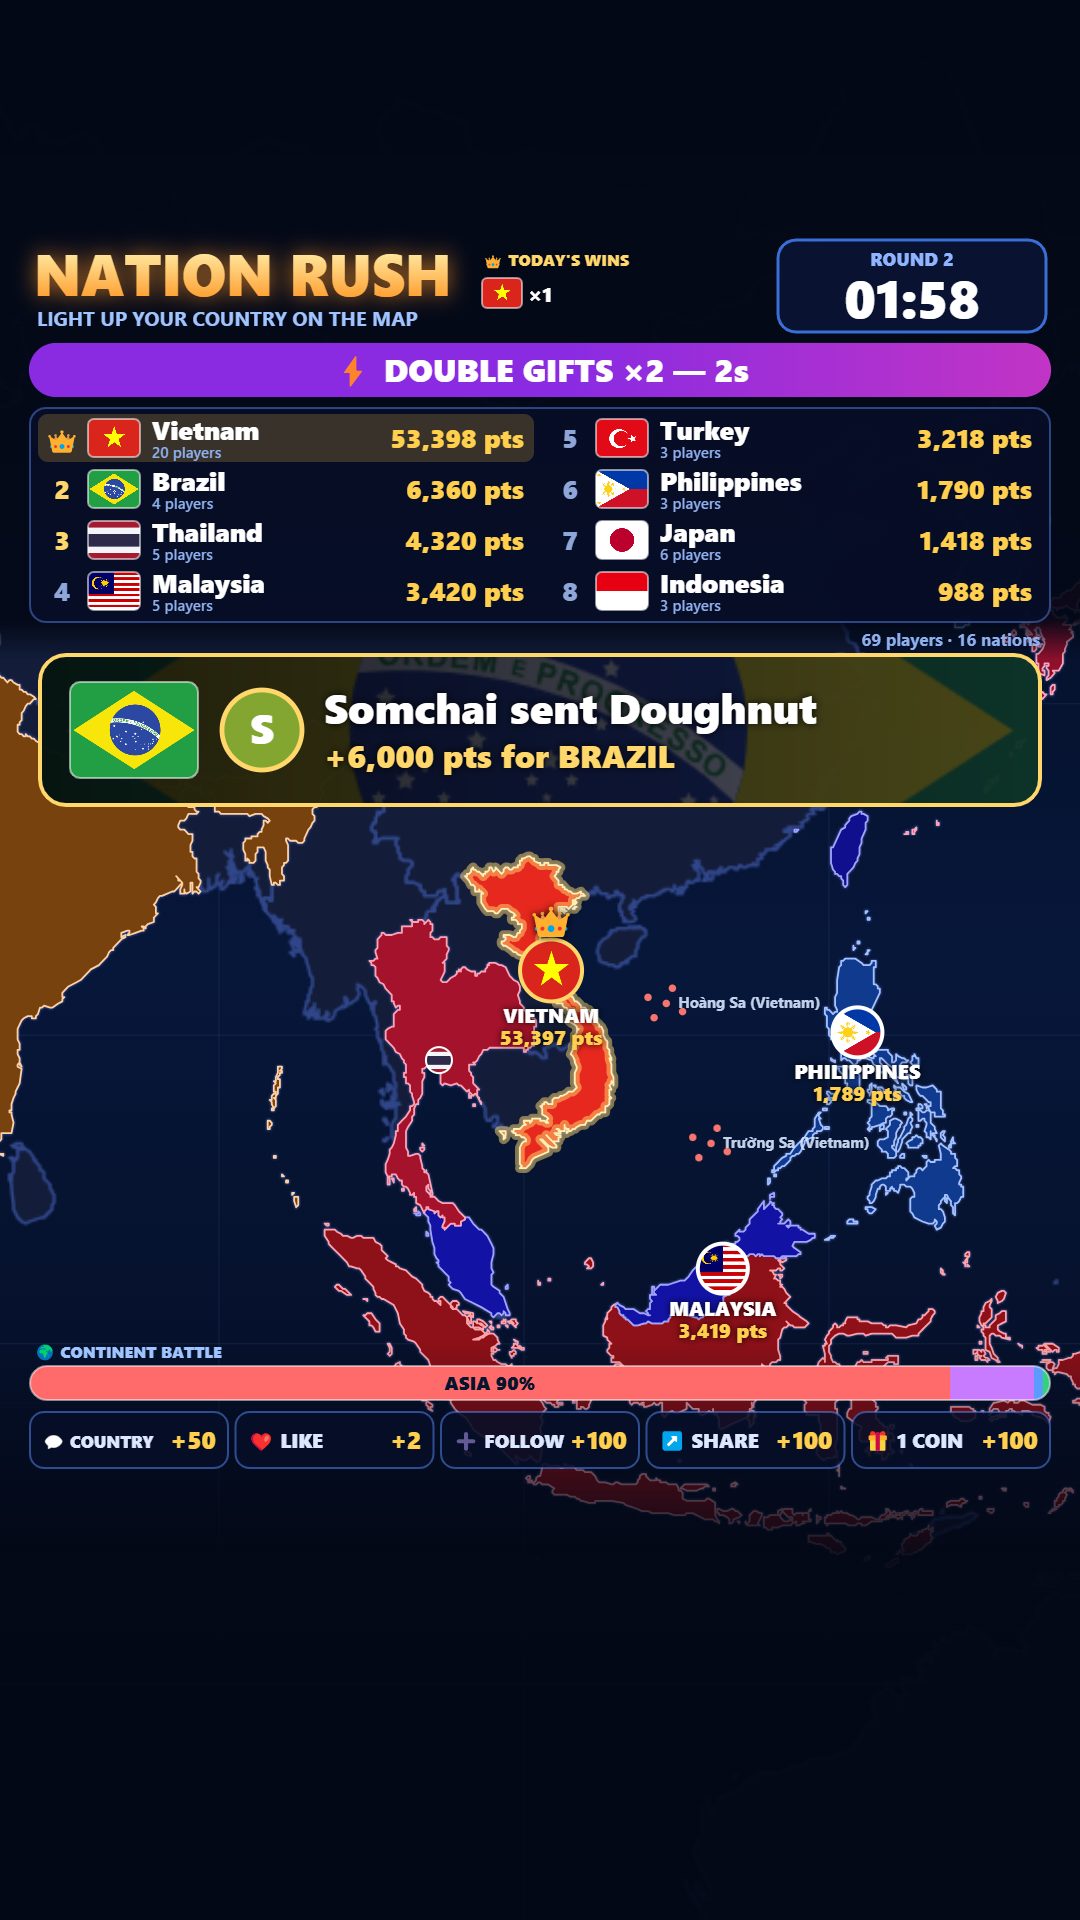 NATION RUSH
LIGHT UP YOUR COUNTRY ON THE MAP
TODAY'S WINS
×1
ROUND 2
01:58
DOUBLE GIFTS ×2 — 2s
Vietnam 53,398 pts
20 players
2 Brazil 6,360 pts
4 players
3 Thailand 4,320 pts
5 players
4 Malaysia 3,420 pts
5 players
5 Turkey 3,218 pts
3 players
6 Philippines 1,790 pts
3 players
7 Japan 1,418 pts
6 players
8 Indonesia 988 pts
3 players
69 players · 16 nations
ORDEM E PROGRESSO
S
Somchai sent Doughnut
+6,000 pts for BRAZIL
VIETNAM
53,397 pts
Hoàng Sa (Vietnam)
PHILIPPINES
1,789 pts
Trường Sa (Vietnam)
MALAYSIA
3,419 pts
CONTINENT BATTLE
ASIA 90%
COUNTRY +50
LIKE +2
FOLLOW +100
SHARE +100
1 COIN +100